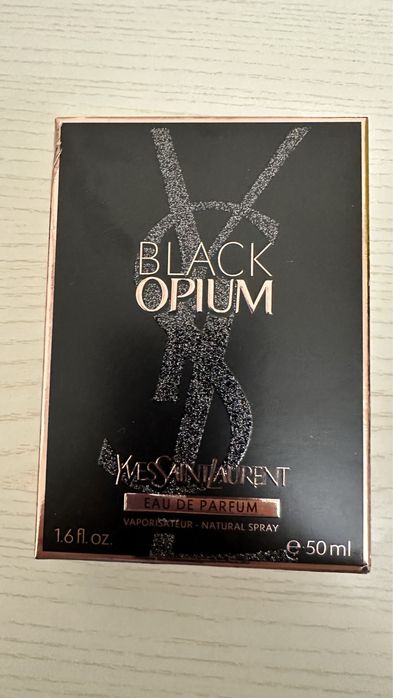 BLACK
OPIUM
YVESSAINTLAURENT
EAU DE PARFUM
VAPORISATEUR - NATURAL SPRAY
1.6 fl. oz. ℮ 50 ml